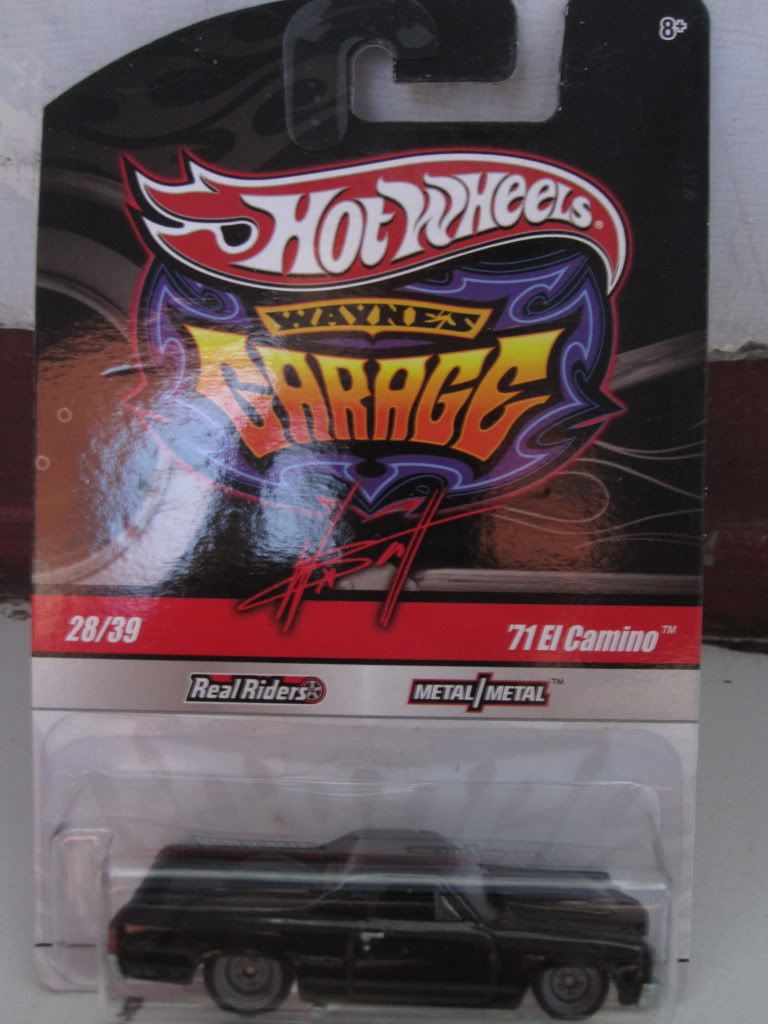 8+
Hot Wheels®
WAYNE'S
GARAGE
28/39
'71 El Camino™
Real Riders
METAL/METAL™